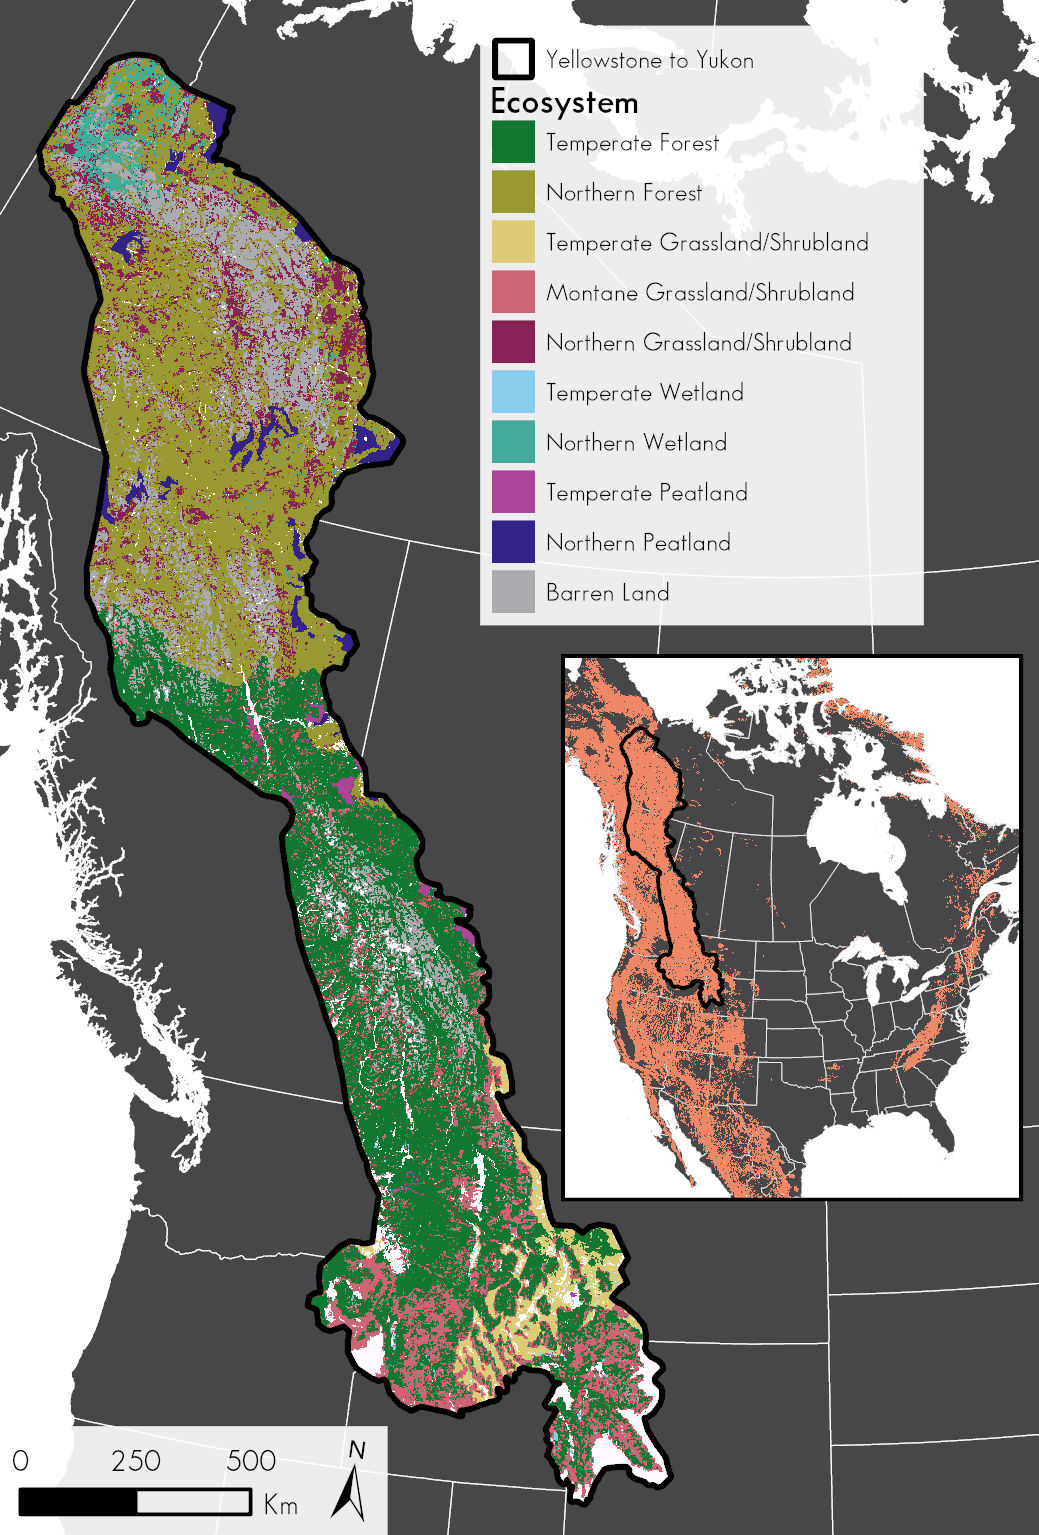 Yellowstone to Yukon
Ecosystem
Temperate Forest
Northern Forest
Temperate Grassland/Shrubland
Montane Grassland/Shrubland
Northern Grassland/Shrubland
Temperate Wetland
Northern Wetland
Temperate Peatland
Northern Peatland
Barren Land
0 250 500
Km
N